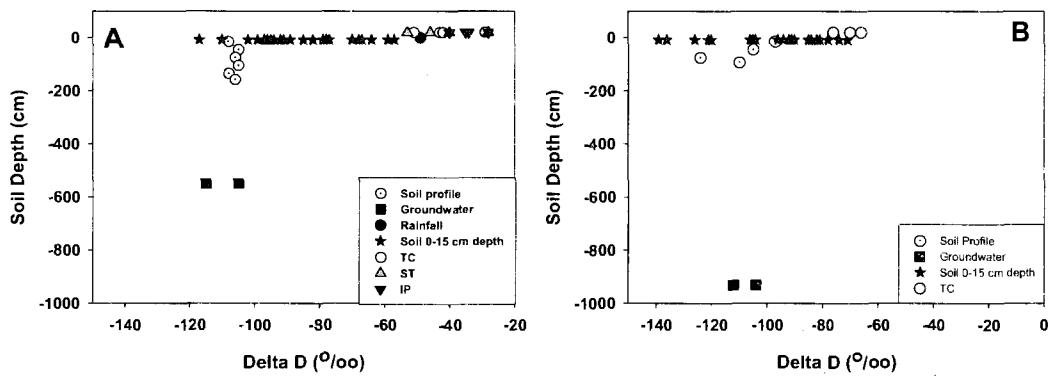 A
0
-200
-400
-600
-800
-1000
Soil Depth (cm)
-140 -120 -100 -80 -60 -40 -20
Delta D (O/oo)
Soil profile
Groundwater
Rainfall
Soil 0-15 cm depth
TC
ST
IP
B
0
-200
-400
-600
-800
-1000
Soil Depth (cm)
-140 -120 -100 -80 -60 -40 -20 0
Delta D (O/oo)
Soil Profile
Groundwater
Soil 0-15 cm depth
TC